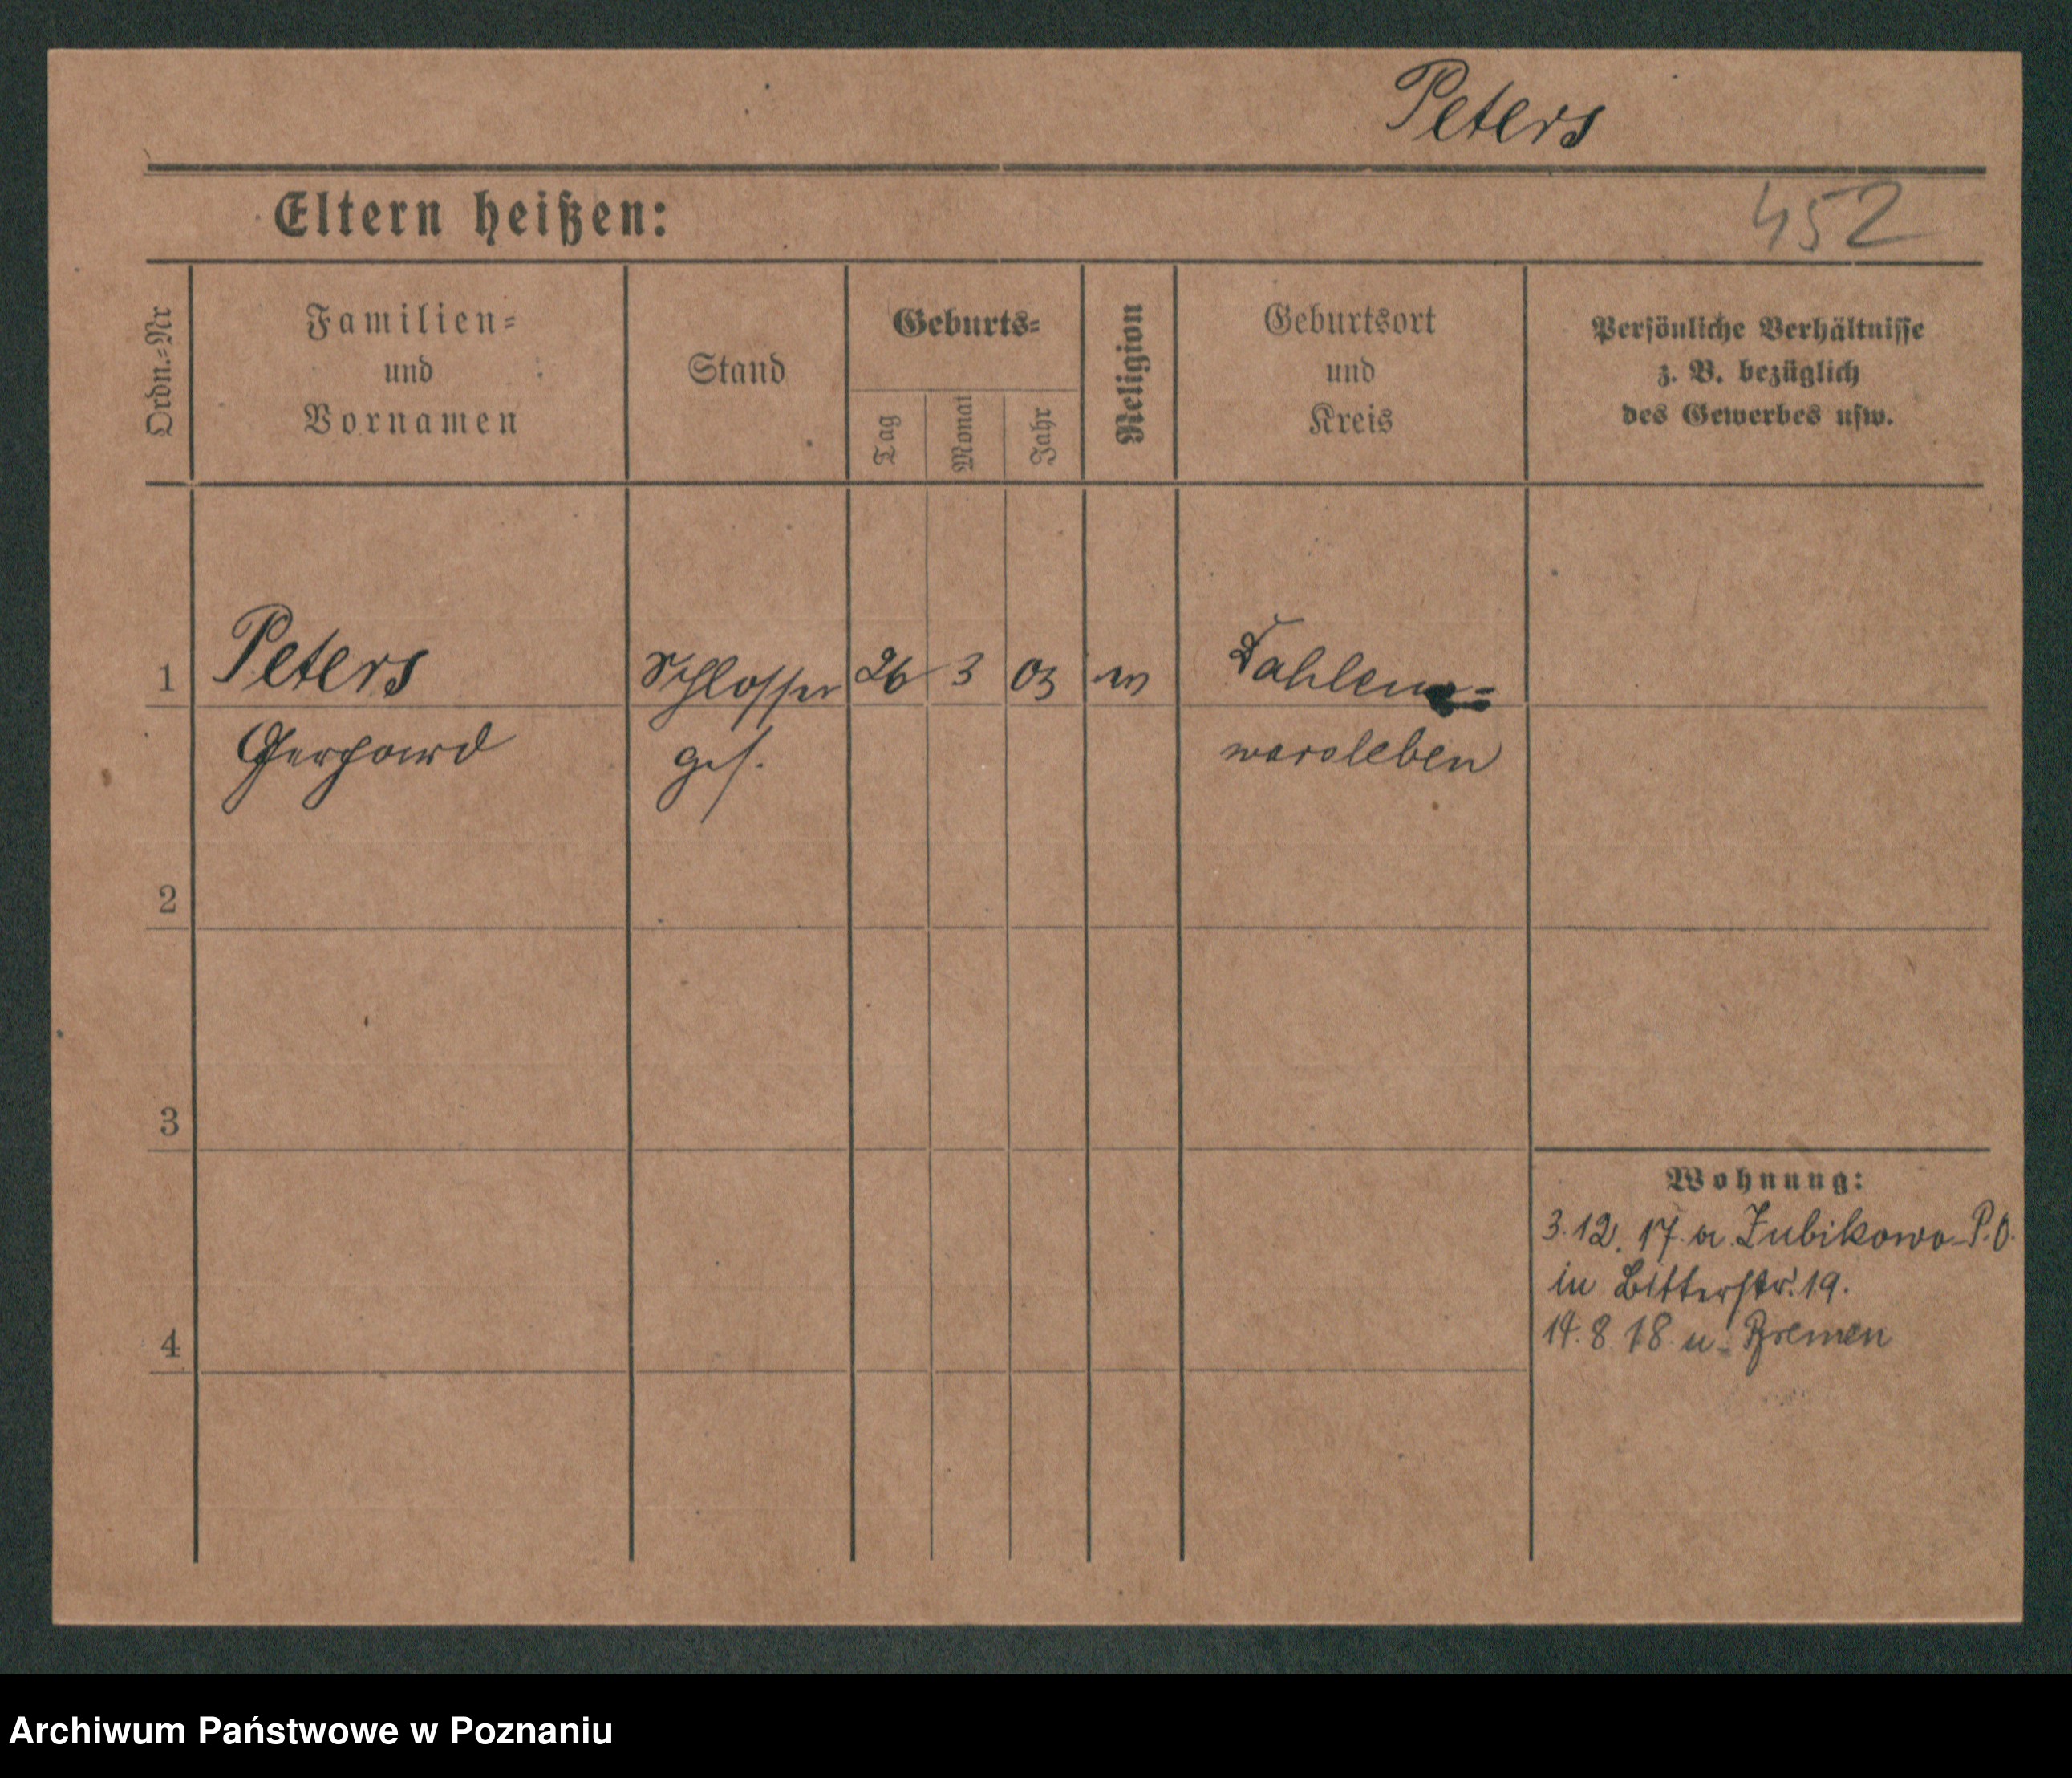 Peters
Eltern heißen:
452
Ordn.=Nr
Familien=
und
Vornamen
Stand
Geburts=
Tag
Monat
Jahr
Religion
Geburtsort
und
Kreis
Persönliche Verhältnisse
z. B. bezüglich
des Gewerbes usw.
1
Peters
Schlosser
26
3
03
Dahlen=
Gerhard
ges.
warsleben
2
3
4
Wohnung:
3.12.17. a. Zubikowo-P.O.
in Bitterstr. 19.
14.8.18 u. Bremen
Archiwum Państwowe w Poznaniu